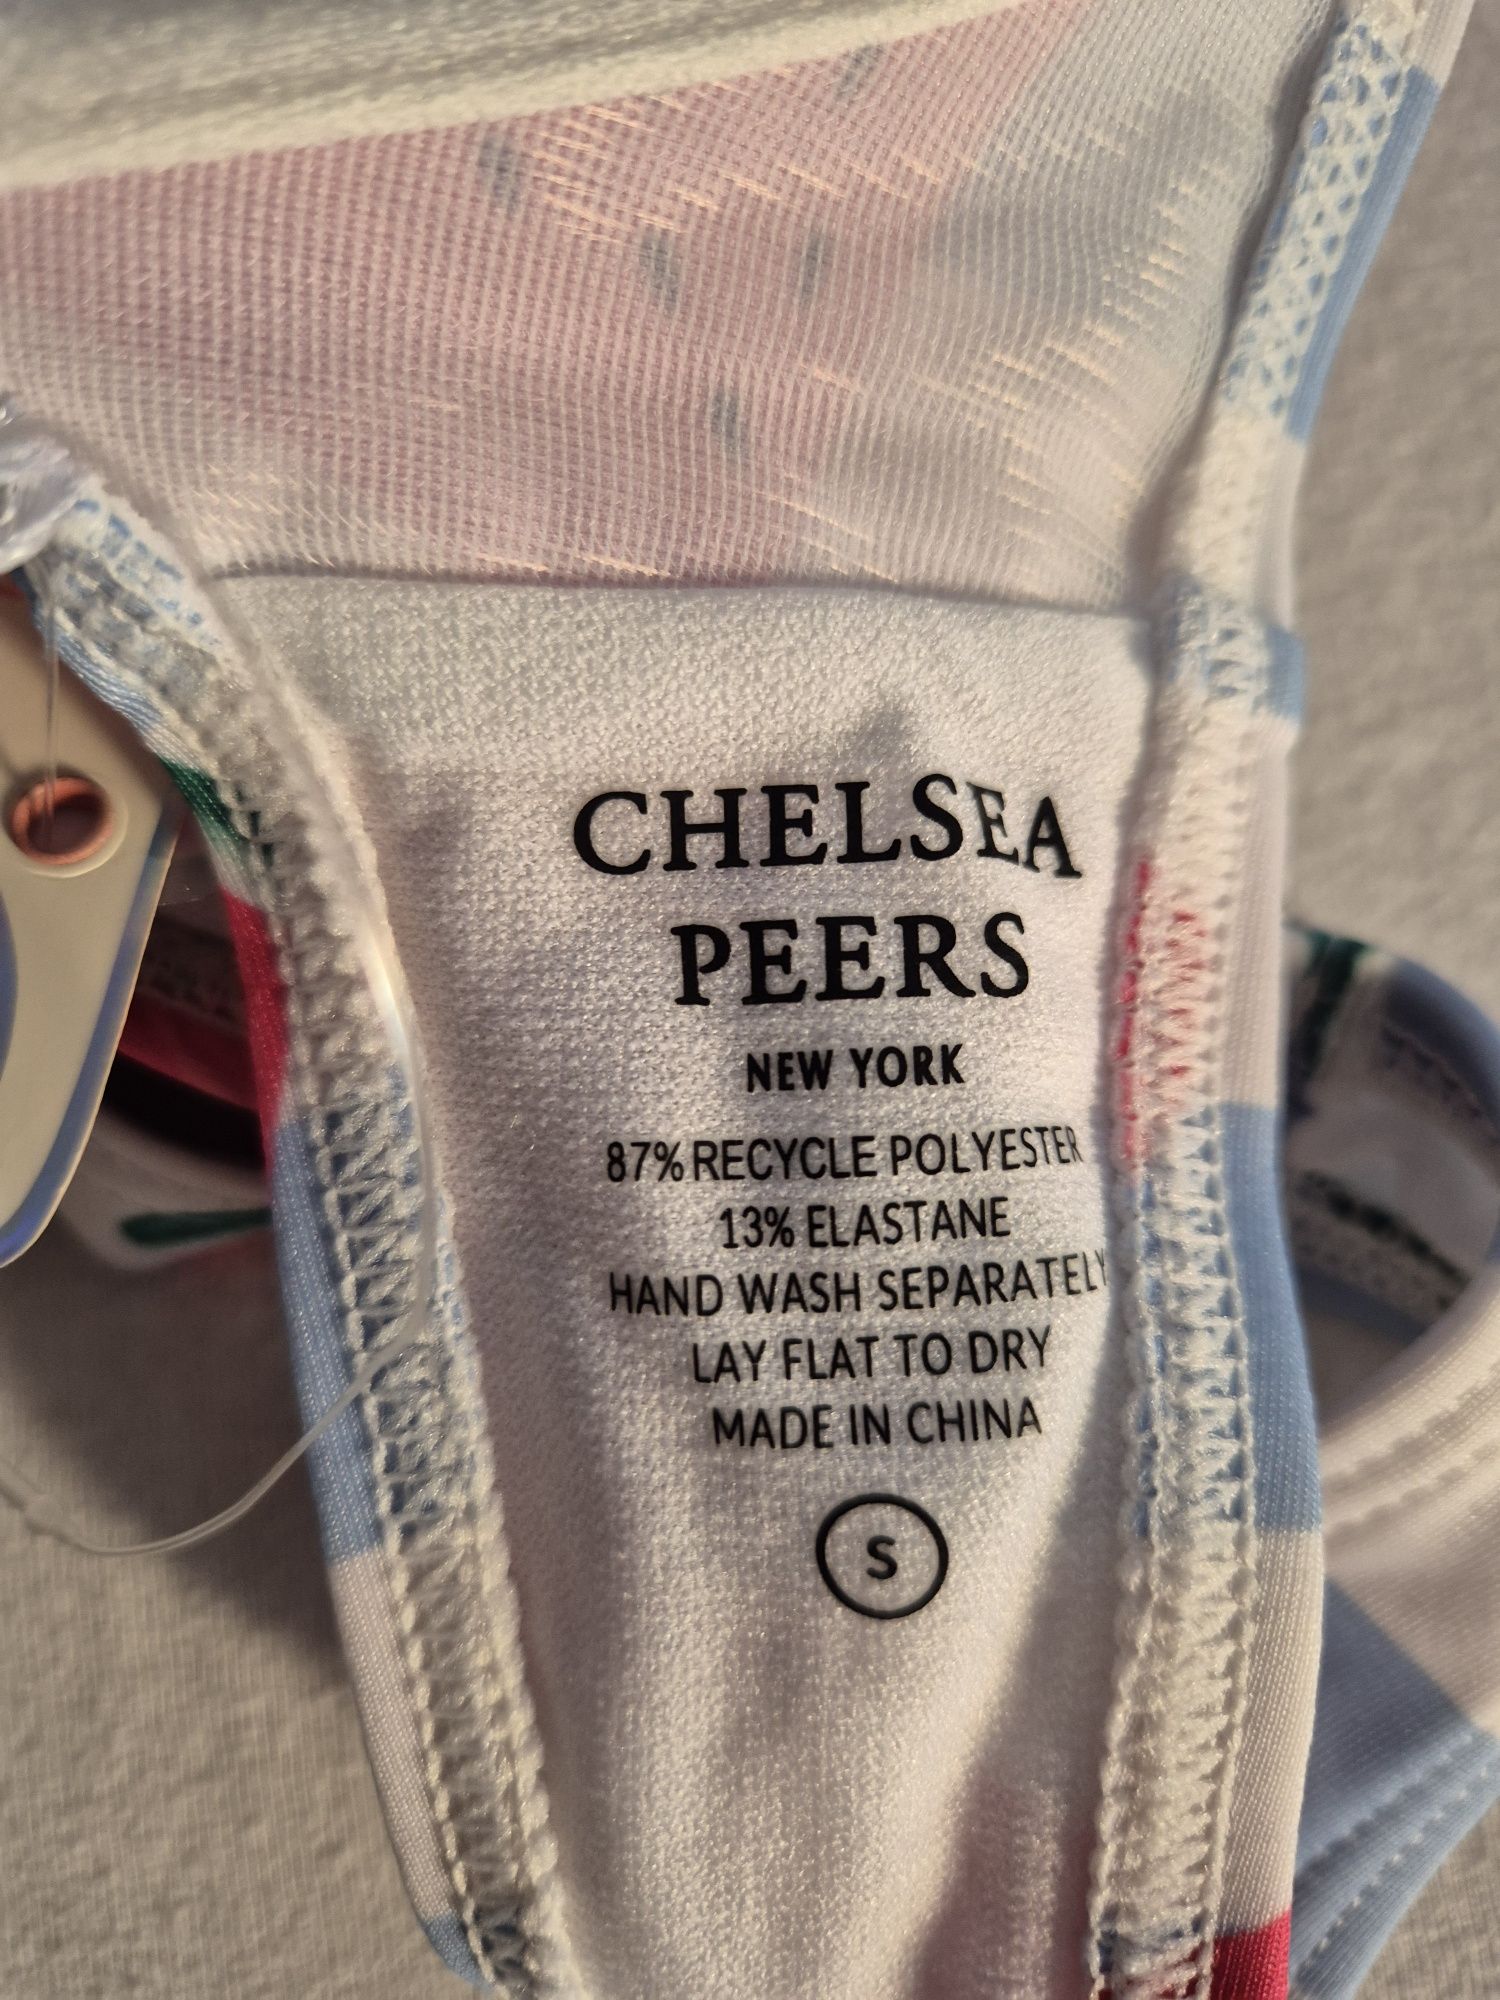 CHELSEA
PEERS
NEW YORK
87% RECYCLE POLYESTER
13% ELASTANE
HAND WASH SEPARATELY
LAY FLAT TO DRY
MADE IN CHINA
S